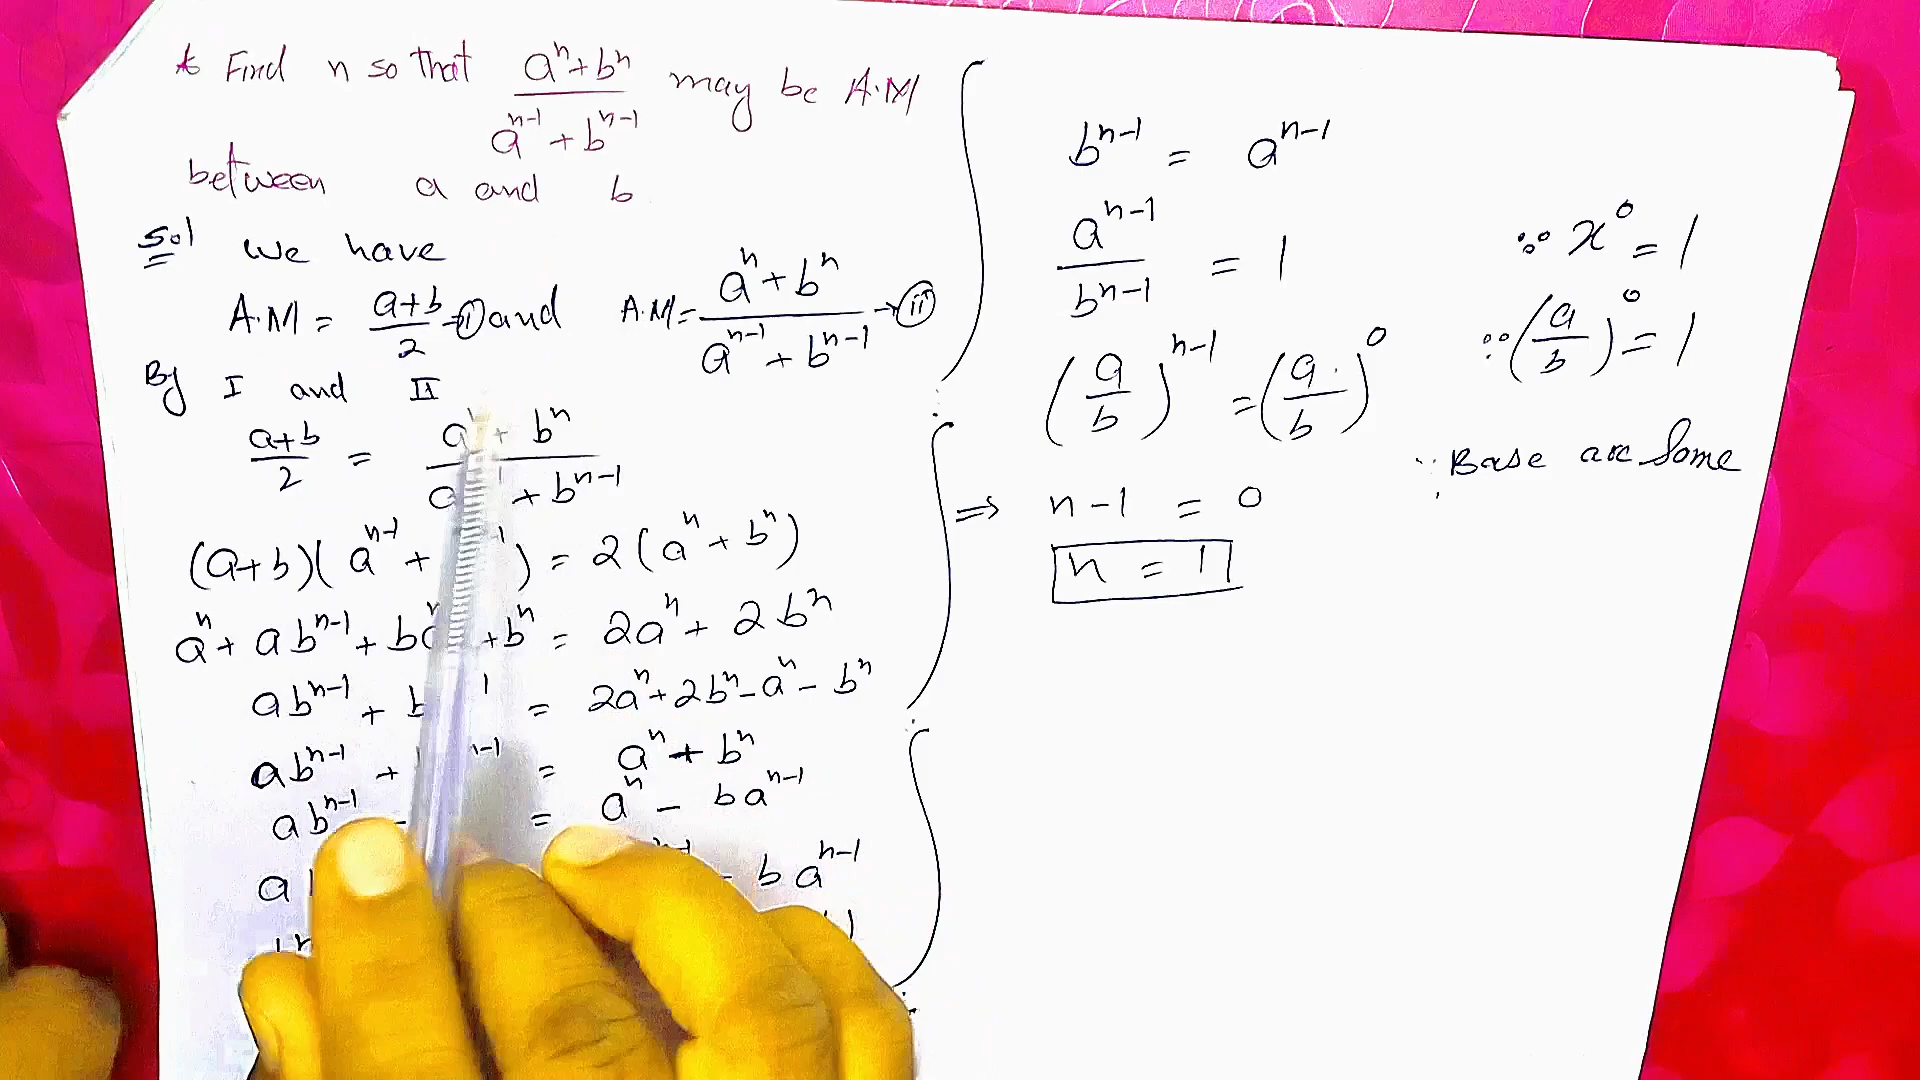 * Find n so that (a^n + b^n)/(a^(n-1) + b^(n-1)) may be A.M
between a and b
Sol We have
A.M = (a+b)/2 → (I) and A.M = (a^n + b^n)/(a^(n-1) + b^(n-1)) → (II)
By I and II
(a+b)/2 = (a + b^n)/(a + b^(n-1))
(a+b)(a^(n-1) + ) = 2(a^n + b^n)
a^n + ab^(n-1) + ba + b^n = 2a^n + 2b^n
ab^(n-1) + b = 2a^n + 2b^n - a^n - b^n
ab^(n-1) + = a^n + b^n
ab^(n-1) - = a^n - ba^(n-1)
a - ba^(n-1)
b^(n-1) = a^(n-1)
a^(n-1)/b^(n-1) = 1 ∵ x^0 = 1
(a/b)^(n-1) = (a/b)^0 ∵ (a/b)^0 = 1
∵ Base are Same
⇒ n-1 = 0
n = 1